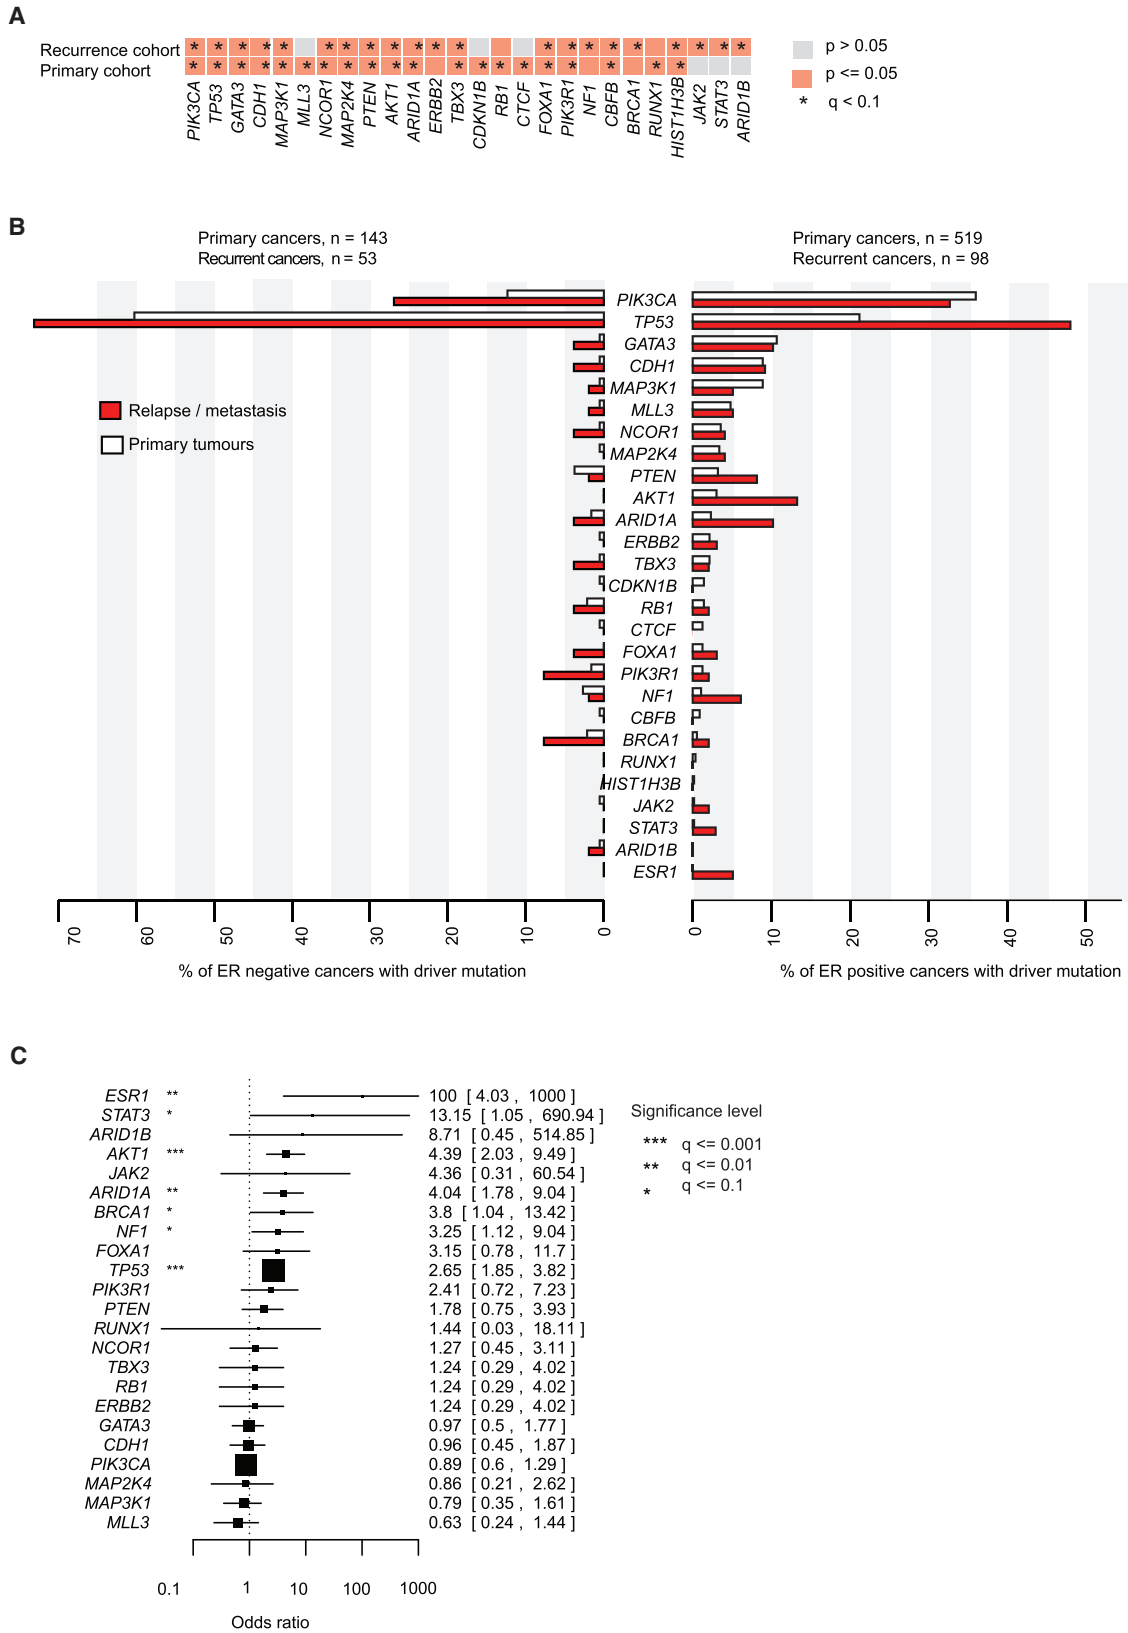 A
Recurrence cohort * * * * * * * * * * * * * * * * * * * *
Primary cohort * * * * * * * * * * * * * * * * * * * *
PIK3CA TP53 GATA3 CDH1 MAP3K1 MLL3 NCOR1 MAP2K4 PTEN AKT1 ARID1A ERBB2 TBX3 CDKN1B RB1 CTCF FOXA1 PIK3R1 NF1 CBFB BRCA1 RUNX1 HIST1H3B JAK2 STAT3 ARID1B
p > 0.05
p <= 0.05
* q < 0.1
B
Primary cancers, n = 143
Recurrent cancers, n = 53
Primary cancers, n = 519
Recurrent cancers, n = 98
Relapse / metastasis
Primary tumours
PIK3CA
TP53
GATA3
CDH1
MAP3K1
MLL3
NCOR1
MAP2K4
PTEN
AKT1
ARID1A
ERBB2
TBX3
CDKN1B
RB1
CTCF
FOXA1
PIK3R1
NF1
CBFB
BRCA1
RUNX1
HIST1H3B
JAK2
STAT3
ARID1B
ESR1
70 60 50 40 30 20 10 0
0 10 20 30 40 50
% of ER negative cancers with driver mutation
% of ER positive cancers with driver mutation
C
ESR1 ** 100 [ 4.03 , 1000 ]
STAT3 * 13.15 [ 1.05 , 690.94 ]
ARID1B 8.71 [ 0.45 , 514.85 ]
AKT1 *** 4.39 [ 2.03 , 9.49 ]
JAK2 4.36 [ 0.31 , 60.54 ]
ARID1A ** 4.04 [ 1.78 , 9.04 ]
BRCA1 * 3.8 [ 1.04 , 13.42 ]
NF1 * 3.25 [ 1.12 , 9.04 ]
FOXA1 3.15 [ 0.78 , 11.7 ]
TP53 *** 2.65 [ 1.85 , 3.82 ]
PIK3R1 2.41 [ 0.72 , 7.23 ]
PTEN 1.78 [ 0.75 , 3.93 ]
RUNX1 1.44 [ 0.03 , 18.11 ]
NCOR1 1.27 [ 0.45 , 3.11 ]
TBX3 1.24 [ 0.29 , 4.02 ]
RB1 1.24 [ 0.29 , 4.02 ]
ERBB2 1.24 [ 0.29 , 4.02 ]
GATA3 0.97 [ 0.5 , 1.77 ]
CDH1 0.96 [ 0.45 , 1.87 ]
PIK3CA 0.89 [ 0.6 , 1.29 ]
MAP2K4 0.86 [ 0.21 , 2.62 ]
MAP3K1 0.79 [ 0.35 , 1.61 ]
MLL3 0.63 [ 0.24 , 1.44 ]
Significance level
*** q <= 0.001
** q <= 0.01
* q <= 0.1
0.1 1 10 100 1000
Odds ratio